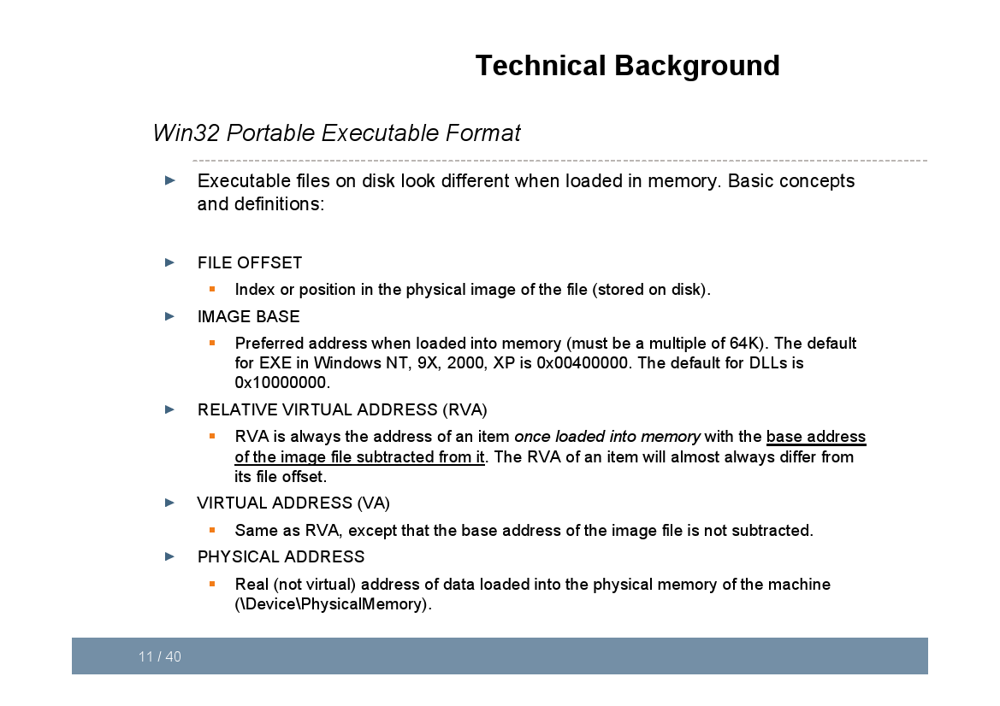 Technical Background
Win32 Portable Executable Format
Executable files on disk look different when loaded in memory. Basic concepts
and definitions:
FILE OFFSET
Index or position in the physical image of the file (stored on disk).
IMAGE BASE
Preferred address when loaded into memory (must be a multiple of 64K). The default
for EXE in Windows NT, 9X, 2000, XP is 0x00400000. The default for DLLs is
0x10000000.
RELATIVE VIRTUAL ADDRESS (RVA)
RVA is always the address of an item once loaded into memory with the base address
of the image file subtracted from it. The RVA of an item will almost always differ from
its file offset.
VIRTUAL ADDRESS (VA)
Same as RVA, except that the base address of the image file is not subtracted.
PHYSICAL ADDRESS
Real (not virtual) address of data loaded into the physical memory of the machine
(\Device\PhysicalMemory).
11 / 40